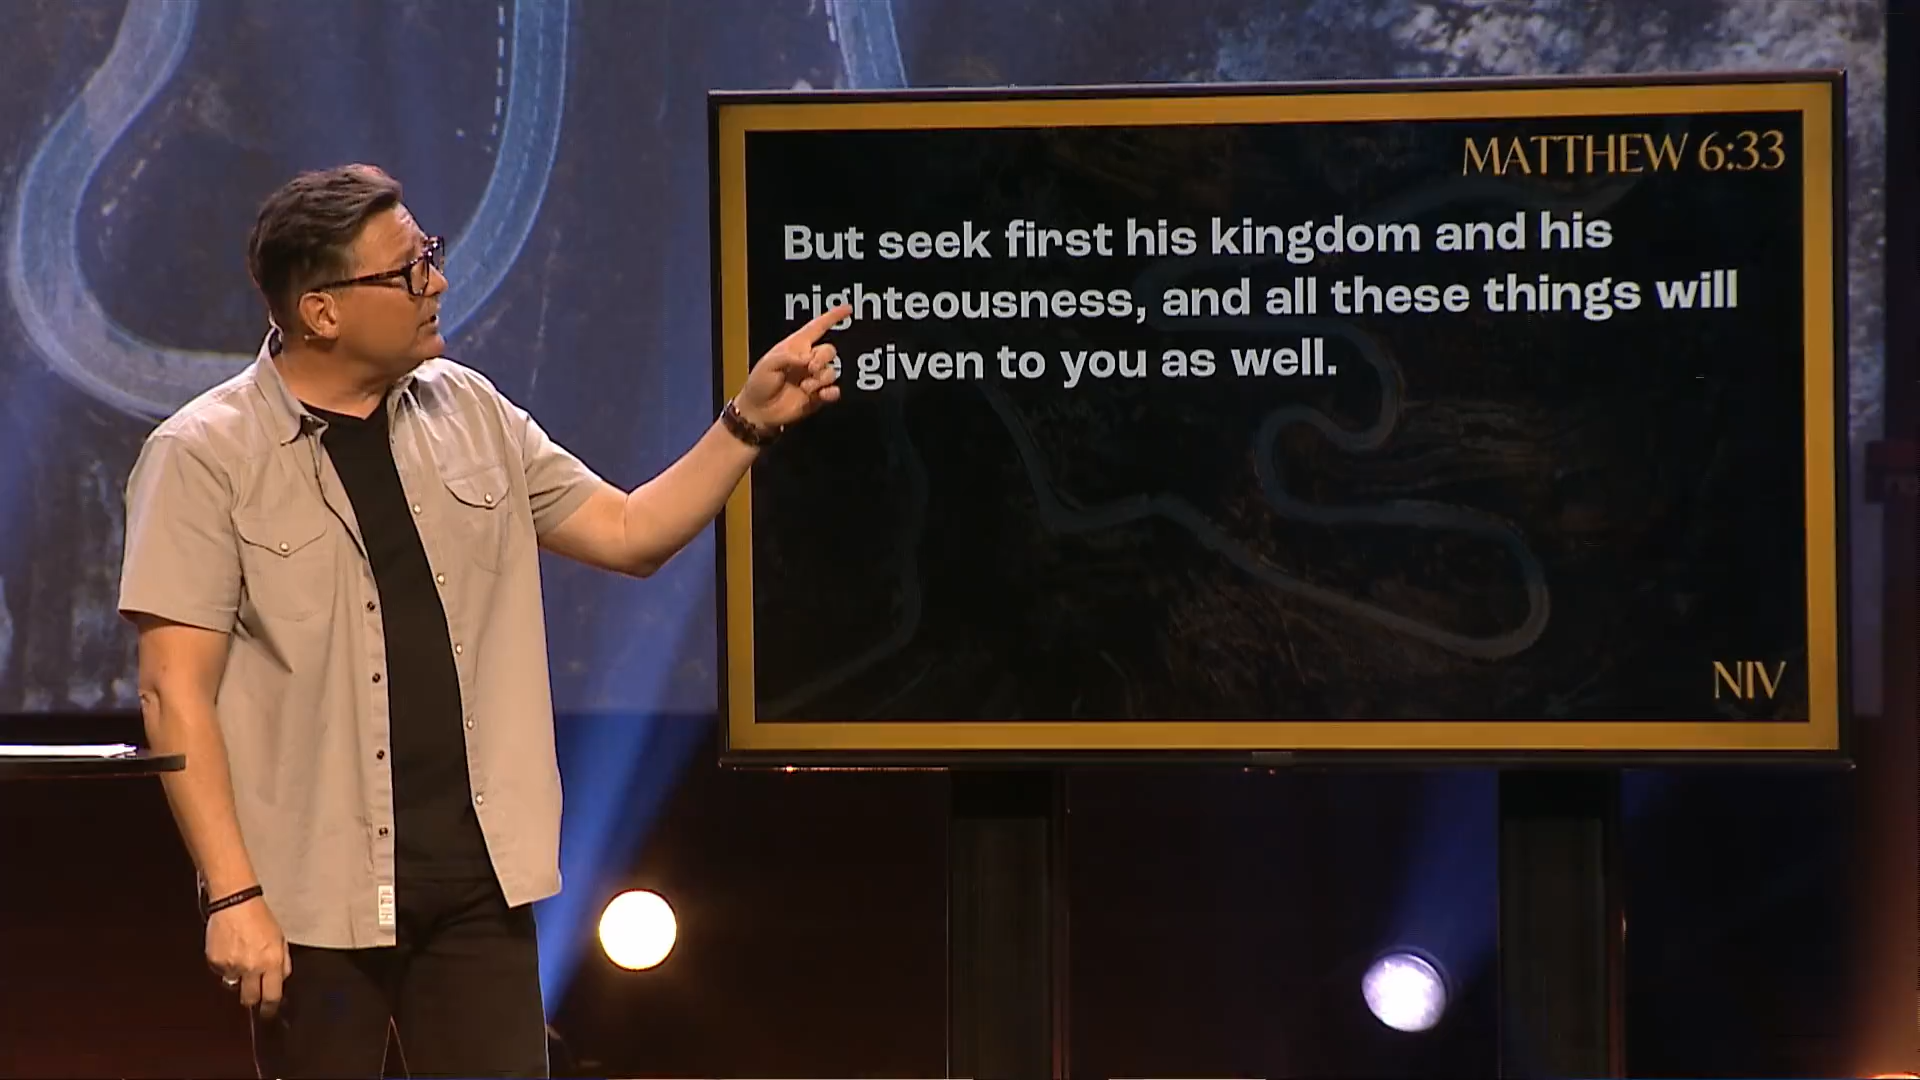 MATTHEW 6:33
But seek first his kingdom and his
righteousness, and all these things will
given to you as well.
NIV